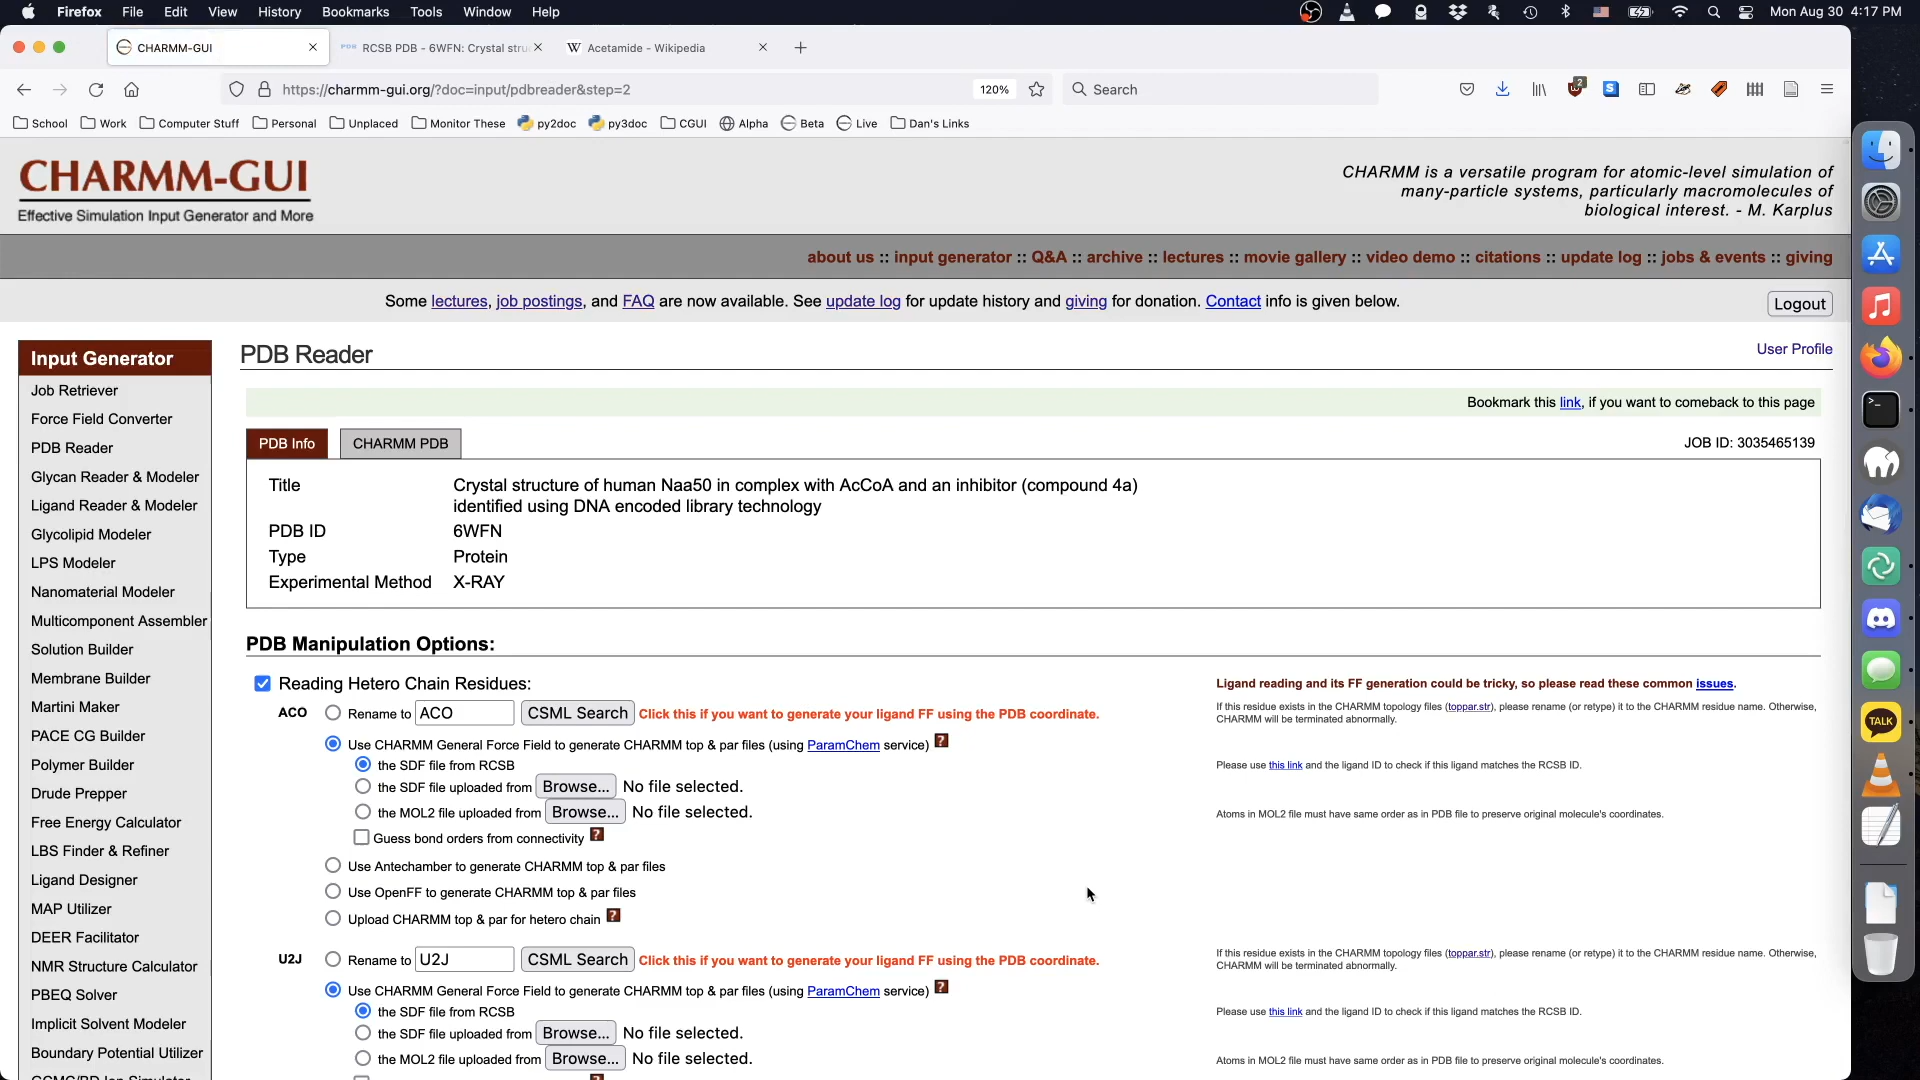 Firefox File Edit View History Bookmarks Tools Window Help Mon Aug 30 4:17 PM
CHARMM-GUI RCSB PDB - 6WFN: Crystal stru Acetamide - Wikipedia
https://charmm-gui.org/?doc=input/pdbreader&step=2 120% Search 2
School Work Computer Stuff Personal Unplaced Monitor These py2doc py3doc CGUI Alpha Beta Live Dan's Links
CHARMM-GUI
Effective Simulation Input Generator and More
CHARMM is a versatile program for atomic-level simulation of
many-particle systems, particularly macromolecules of
biological interest. - M. Karplus
about us :: input generator :: Q&A :: archive :: lectures :: movie gallery :: video demo :: citations :: update log :: jobs & events :: giving
Some lectures, job postings, and FAQ are now available. See update log for update history and giving for donation. Contact info is given below.
Logout
Input Generator
Job Retriever
Force Field Converter
PDB Reader
Glycan Reader & Modeler
Ligand Reader & Modeler
Glycolipid Modeler
LPS Modeler
Nanomaterial Modeler
Multicomponent Assembler
Solution Builder
Membrane Builder
Martini Maker
PACE CG Builder
Polymer Builder
Drude Prepper
Free Energy Calculator
LBS Finder & Refiner
Ligand Designer
MAP Utilizer
DEER Facilitator
NMR Structure Calculator
PBEQ Solver
Implicit Solvent Modeler
Boundary Potential Utilizer
GCMC/BD Ion Simulator
PDB Reader
User Profile
Bookmark this link, if you want to comeback to this page
PDB Info CHARMM PDB
JOB ID: 3035465139
Title Crystal structure of human Naa50 in complex with AcCoA and an inhibitor (compound 4a)
identified using DNA encoded library technology
PDB ID 6WFN
Type Protein
Experimental Method X-RAY
PDB Manipulation Options:
Reading Hetero Chain Residues:
Ligand reading and its FF generation could be tricky, so please read these common issues.
ACO Rename to ACO CSML Search Click this if you want to generate your ligand FF using the PDB coordinate.
If this residue exists in the CHARMM topology files (toppar.str), please rename (or retype) it to the CHARMM residue name. Otherwise,
CHARMM will be terminated abnormally.
Use CHARMM General Force Field to generate CHARMM top & par files (using ParamChem service) ?
the SDF file from RCSB
Please use this link and the ligand ID to check if this ligand matches the RCSB ID.
the SDF file uploaded from Browse... No file selected.
the MOL2 file uploaded from Browse... No file selected.
Atoms in MOL2 file must have same order as in PDB file to preserve original molecule's coordinates.
Guess bond orders from connectivity ?
Use Antechamber to generate CHARMM top & par files
Use OpenFF to generate CHARMM top & par files
Upload CHARMM top & par for hetero chain ?
U2J Rename to U2J CSML Search Click this if you want to generate your ligand FF using the PDB coordinate.
If this residue exists in the CHARMM topology files (toppar.str), please rename (or retype) it to the CHARMM residue name. Otherwise,
CHARMM will be terminated abnormally.
Use CHARMM General Force Field to generate CHARMM top & par files (using ParamChem service) ?
the SDF file from RCSB
Please use this link and the ligand ID to check if this ligand matches the RCSB ID.
the SDF file uploaded from Browse... No file selected.
the MOL2 file uploaded from Browse... No file selected.
Atoms in MOL2 file must have same order as in PDB file to preserve original molecule's coordinates.
TALK